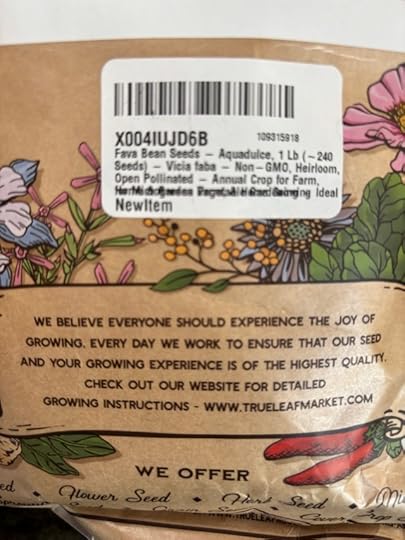 X004IUJD6B 109315918
Fava Bean Seeds – Aquadulce, 1 Lb (~240
Seeds) – Vicia faba – Non-GMO, Heirloom,
Open Pollinated – Annual Crop for Farm,
Ideal
NewItem
WE BELIEVE EVERYONE SHOULD EXPERIENCE THE JOY OF
GROWING. EVERY DAY WE WORK TO ENSURE THAT OUR SEED
AND YOUR GROWING EXPERIENCE IS OF THE HIGHEST QUALITY.
CHECK OUT OUR WEBSITE FOR DETAILED
GROWING INSTRUCTIONS - WWW.TRUELEAFMARKET.COM
WE OFFER
Seed • Flower Seed • Herb Seed •